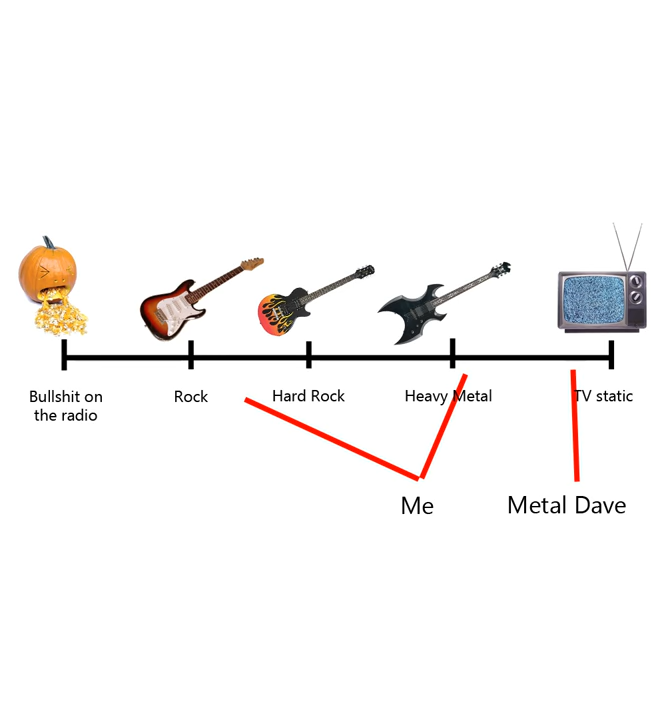 Bullshit on
the radio
Rock
Hard Rock
Heavy Metal
TV static
Me
Metal Dave